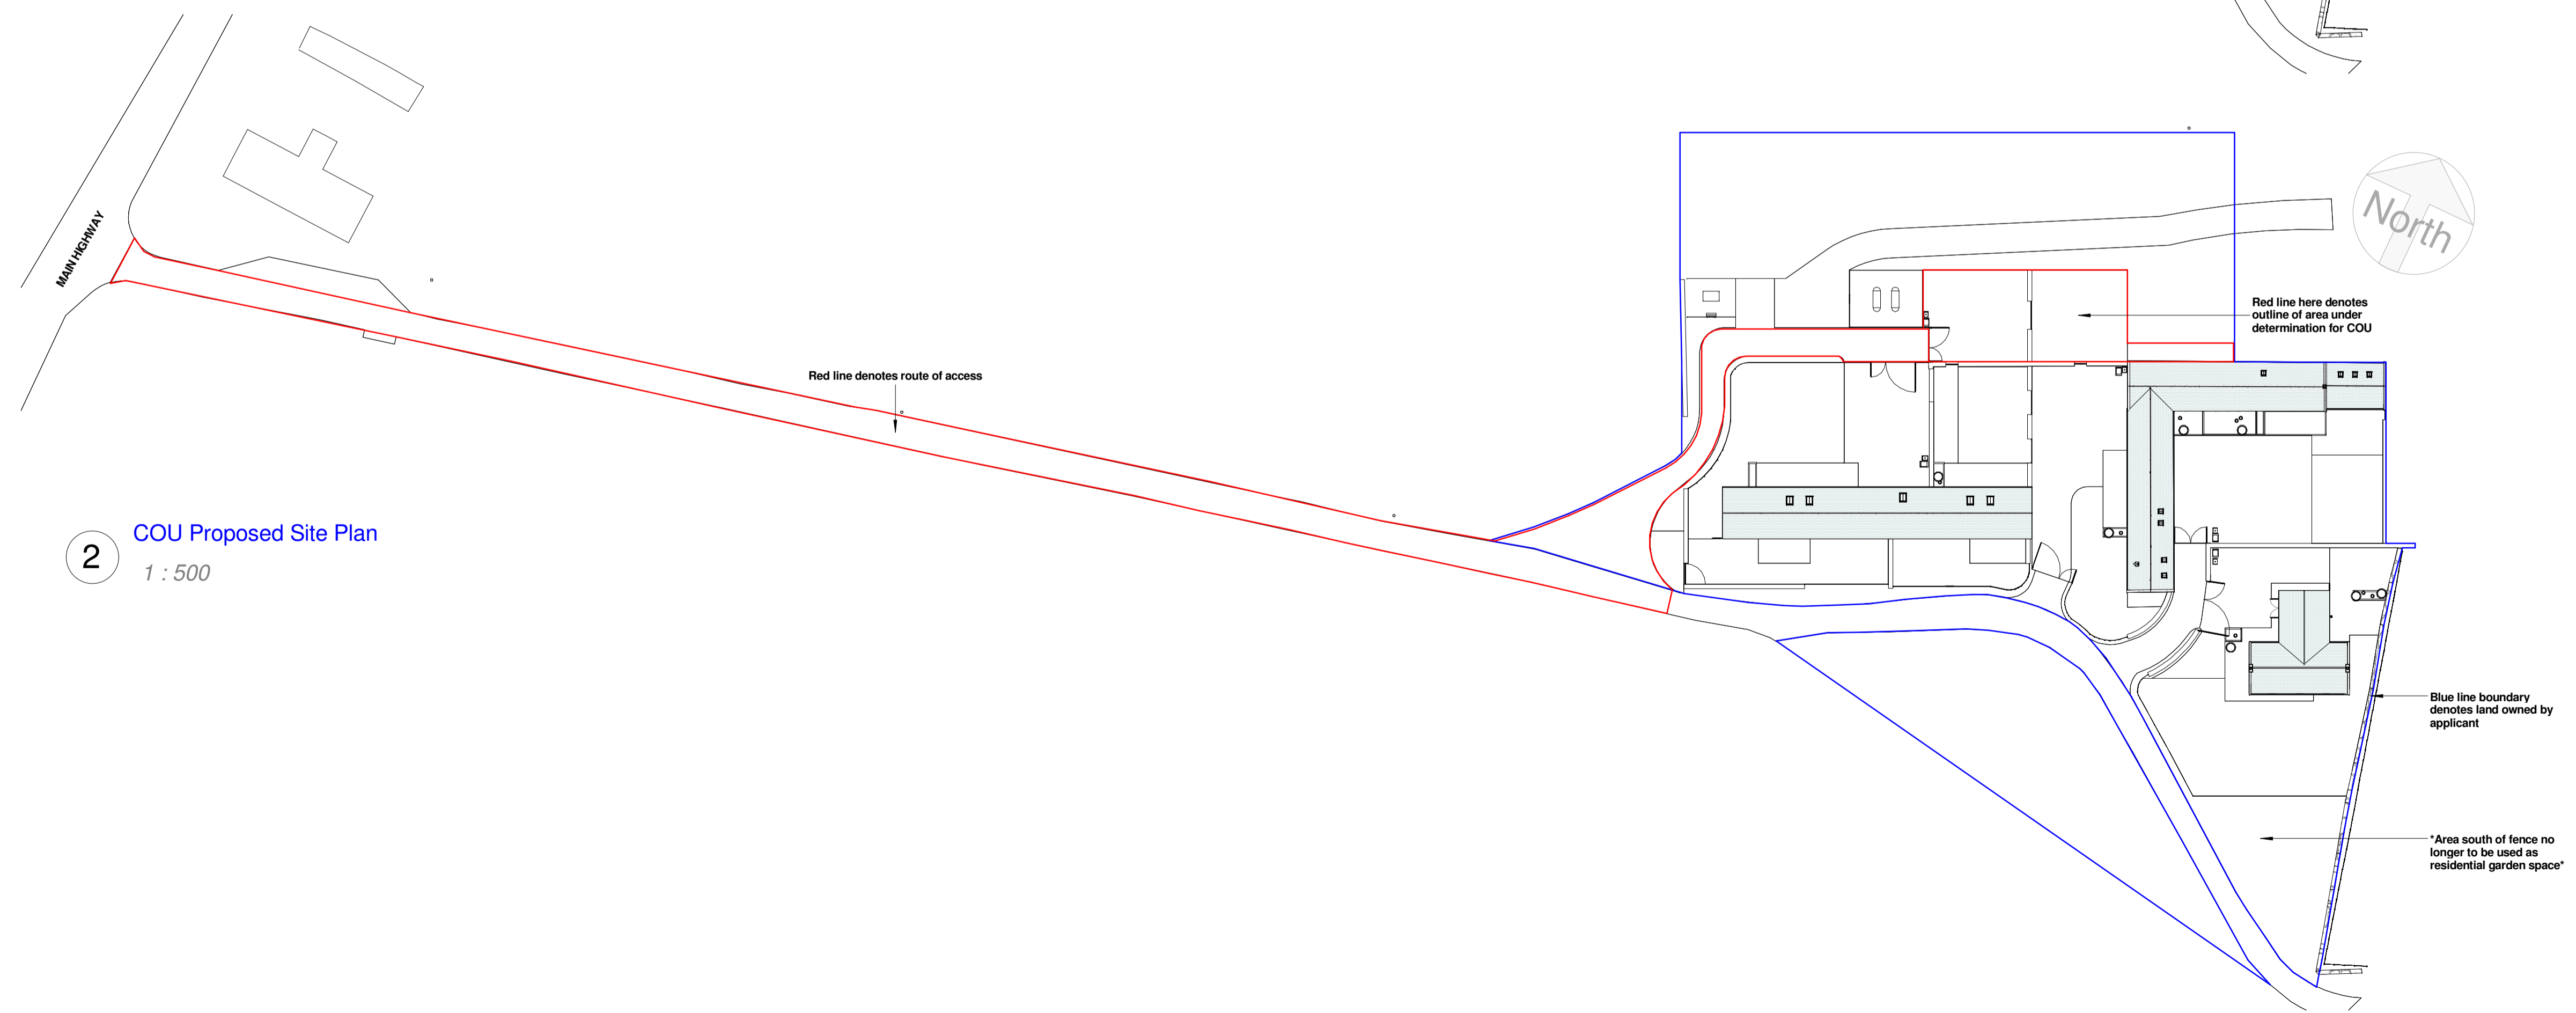 MAIN HIGHWAY
North
Red line here denotes
outline of area under
determination for COU
Red line denotes route of access
2
COU Proposed Site Plan
1 : 500
Blue line boundary
denotes land owned by
applicant
*Area south of fence no
longer to be used as
residential garden space*